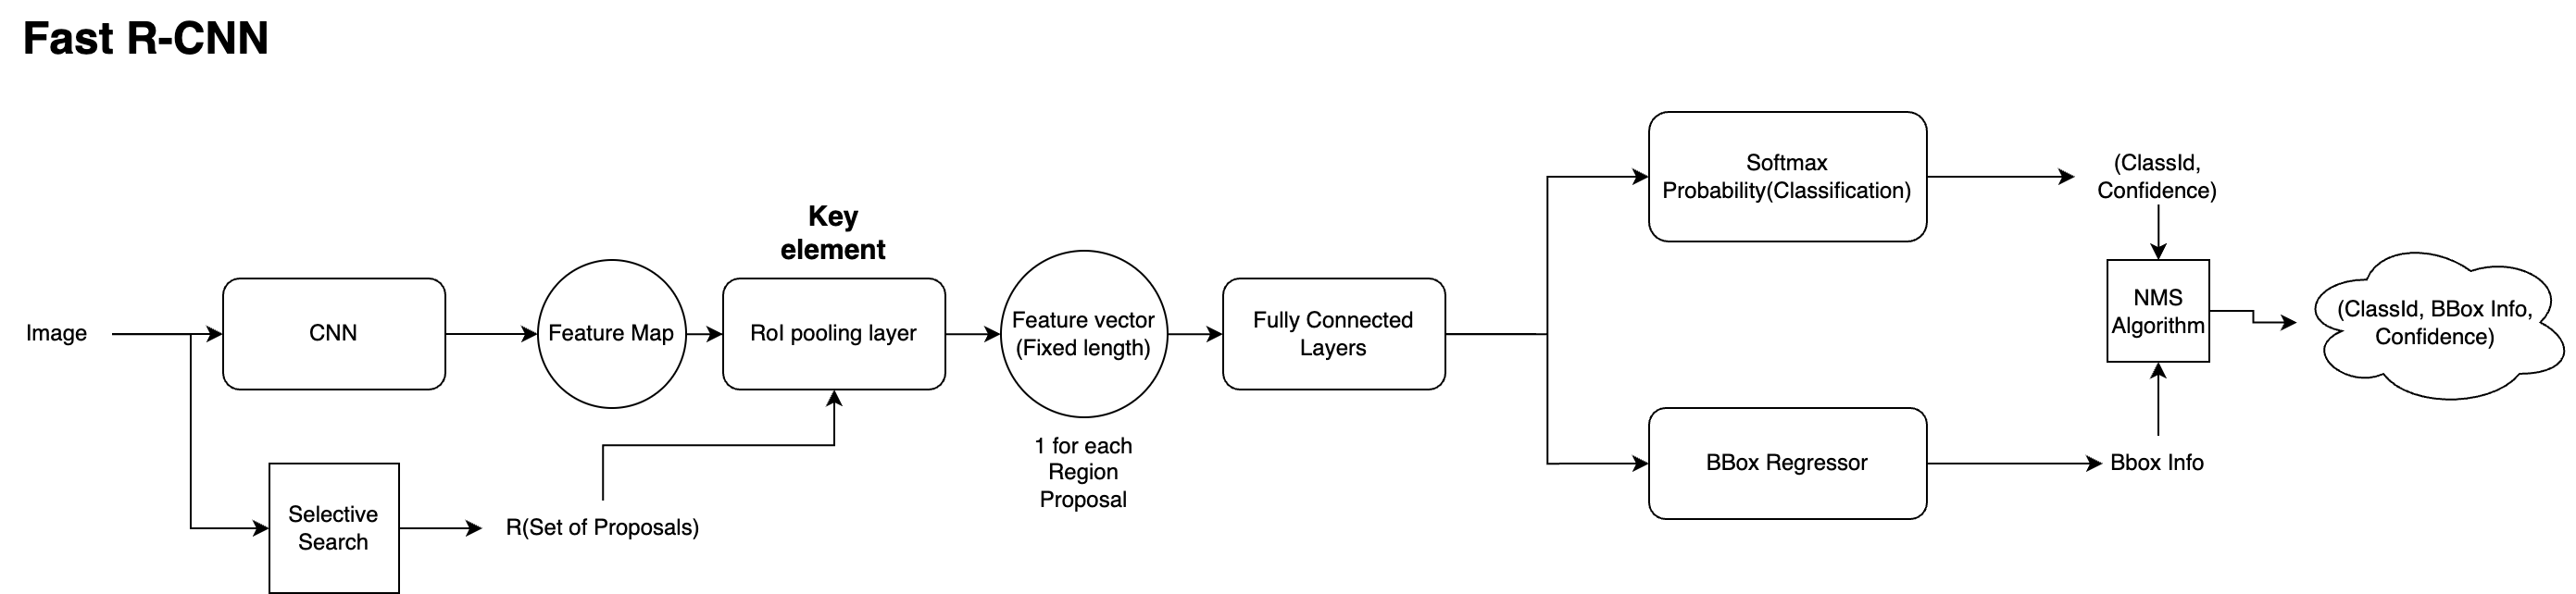 Fast R-CNN
Key
element
Image
CNN
Feature Map
RoI pooling layer
Feature vector
(Fixed length)
1 for each
Region
Proposal
Fully Connected
Layers
Selective
Search
R(Set of Proposals)
Softmax
Probability(Classification)
(ClassId,
Confidence)
BBox Regressor
Bbox Info
NMS
Algorithm
(ClassId, BBox Info,
Confidence)